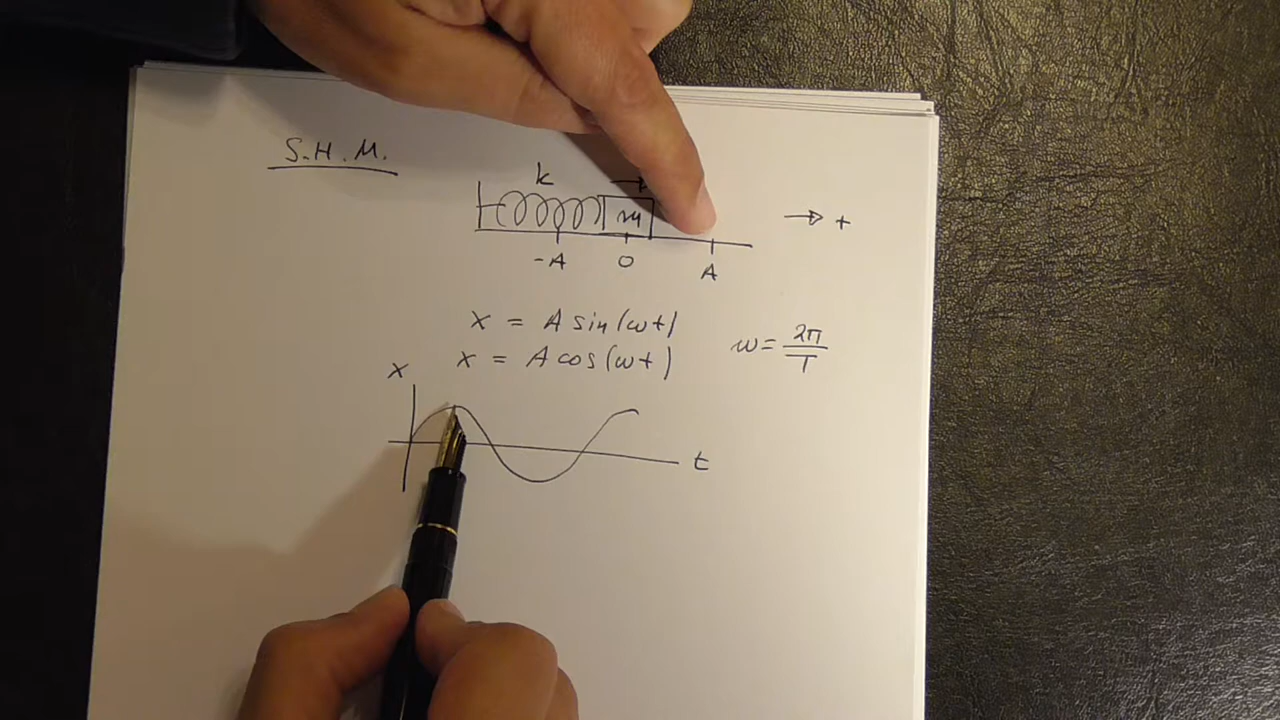 S.H.M.
k
m
→ +
-A 0 A
x = A sin(ωt)
x = A cos(ωt)
ω = 2π/T
x
t